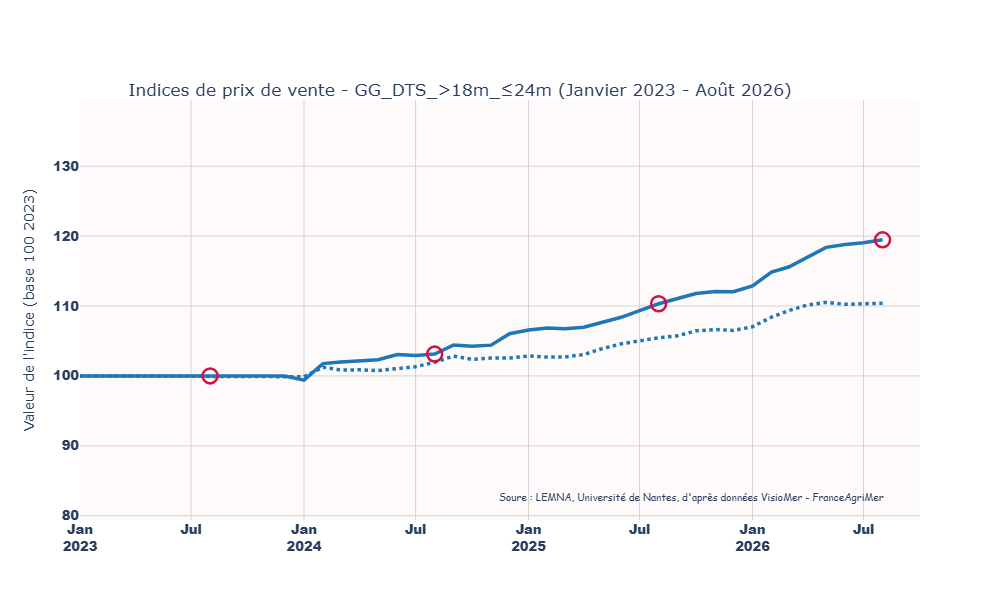 Indices de prix de vente - GG_DTS_>18m_≤24m (Janvier 2023 - Août 2026)
Valeur de l'indice (base 100 2023)
130
120
110
100
90
80
Soure : LEMNA, Université de Nantes, d'après données VisioMer - FranceAgriMer
Jan Jul Jan Jul Jan Jul Jan Jul
2023 2024 2025 2026